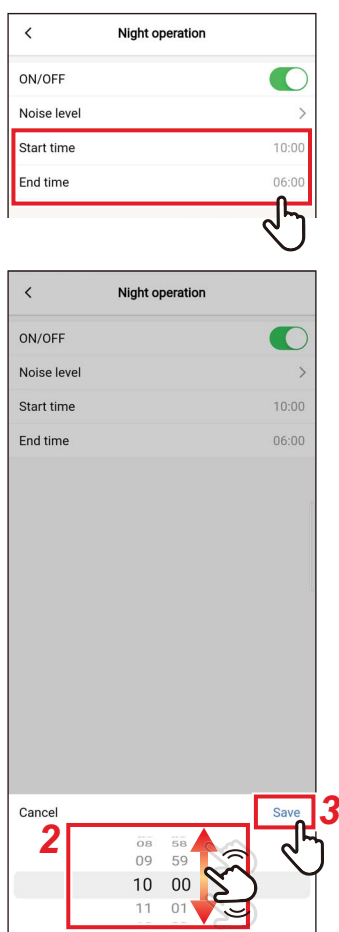 < Night operation
ON/OFF
Noise level >
Start time 10:00
End time 06:00
< Night operation
ON/OFF
Noise level >
Start time 10:00
End time 06:00
Cancel Save 3
2
08 58
09 59
10 00
11 01